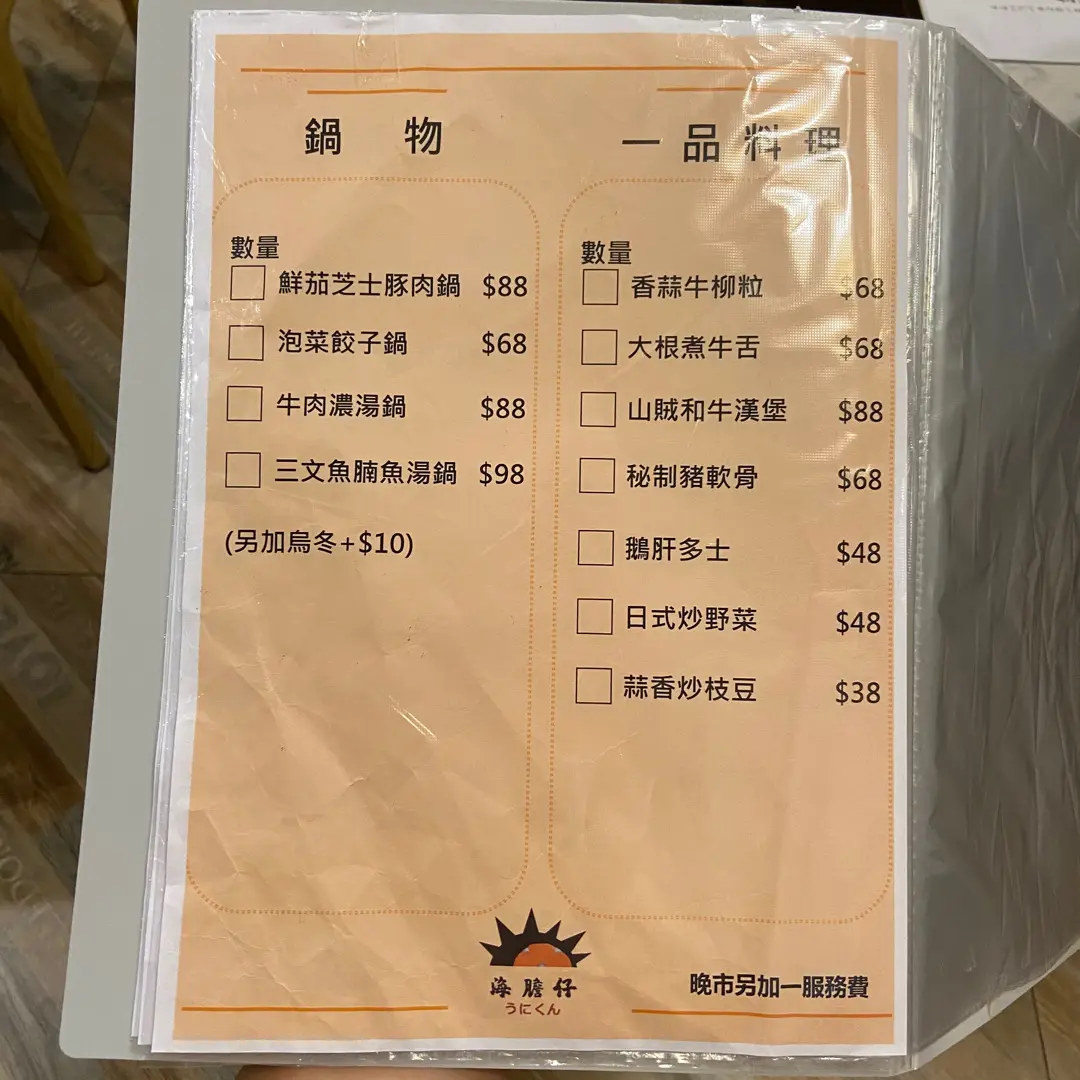 鍋 物
數量
鮮茄芝士豚肉鍋 $88
泡菜餃子鍋 $68
牛肉濃湯鍋 $88
三文魚腩魚湯鍋 $98
(另加烏冬+$10)
一品料理
數量
香蒜牛柳粒 $68
大根煮牛舌 $68
山賊和牛漢堡 $88
秘制豬軟骨 $68
鵝肝多士 $48
日式炒野菜 $48
蒜香炒枝豆 $38
海膽仔
うにくん
晚市另加一服務費